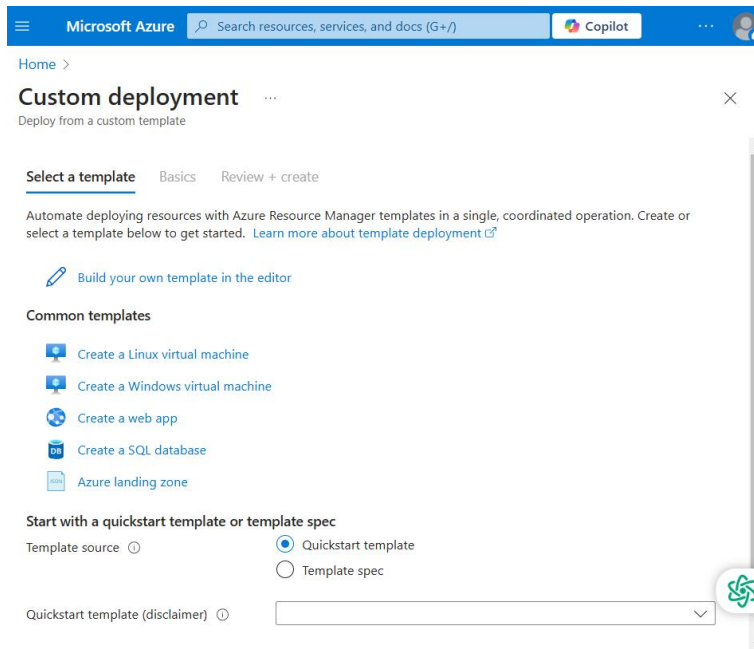 Microsoft Azure Search resources, services, and docs (G+/) Copilot ...
Home >
Custom deployment ...
Deploy from a custom template
Select a template Basics Review + create
Automate deploying resources with Azure Resource Manager templates in a single, coordinated operation. Create or
select a template below to get started. Learn more about template deployment
Build your own template in the editor
Common templates
Create a Linux virtual machine
Create a Windows virtual machine
Create a web app
DB Create a SQL database
JSON Azure landing zone
Start with a quickstart template or template spec
Template source Quickstart template
Template spec
Quickstart template (disclaimer)